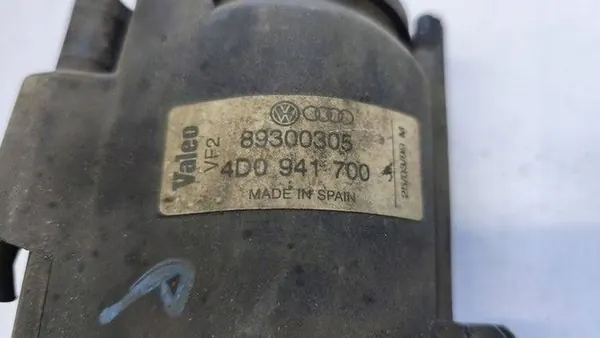 Valeo
VF2
89300305
4D0 941 700
MADE IN SPAIN